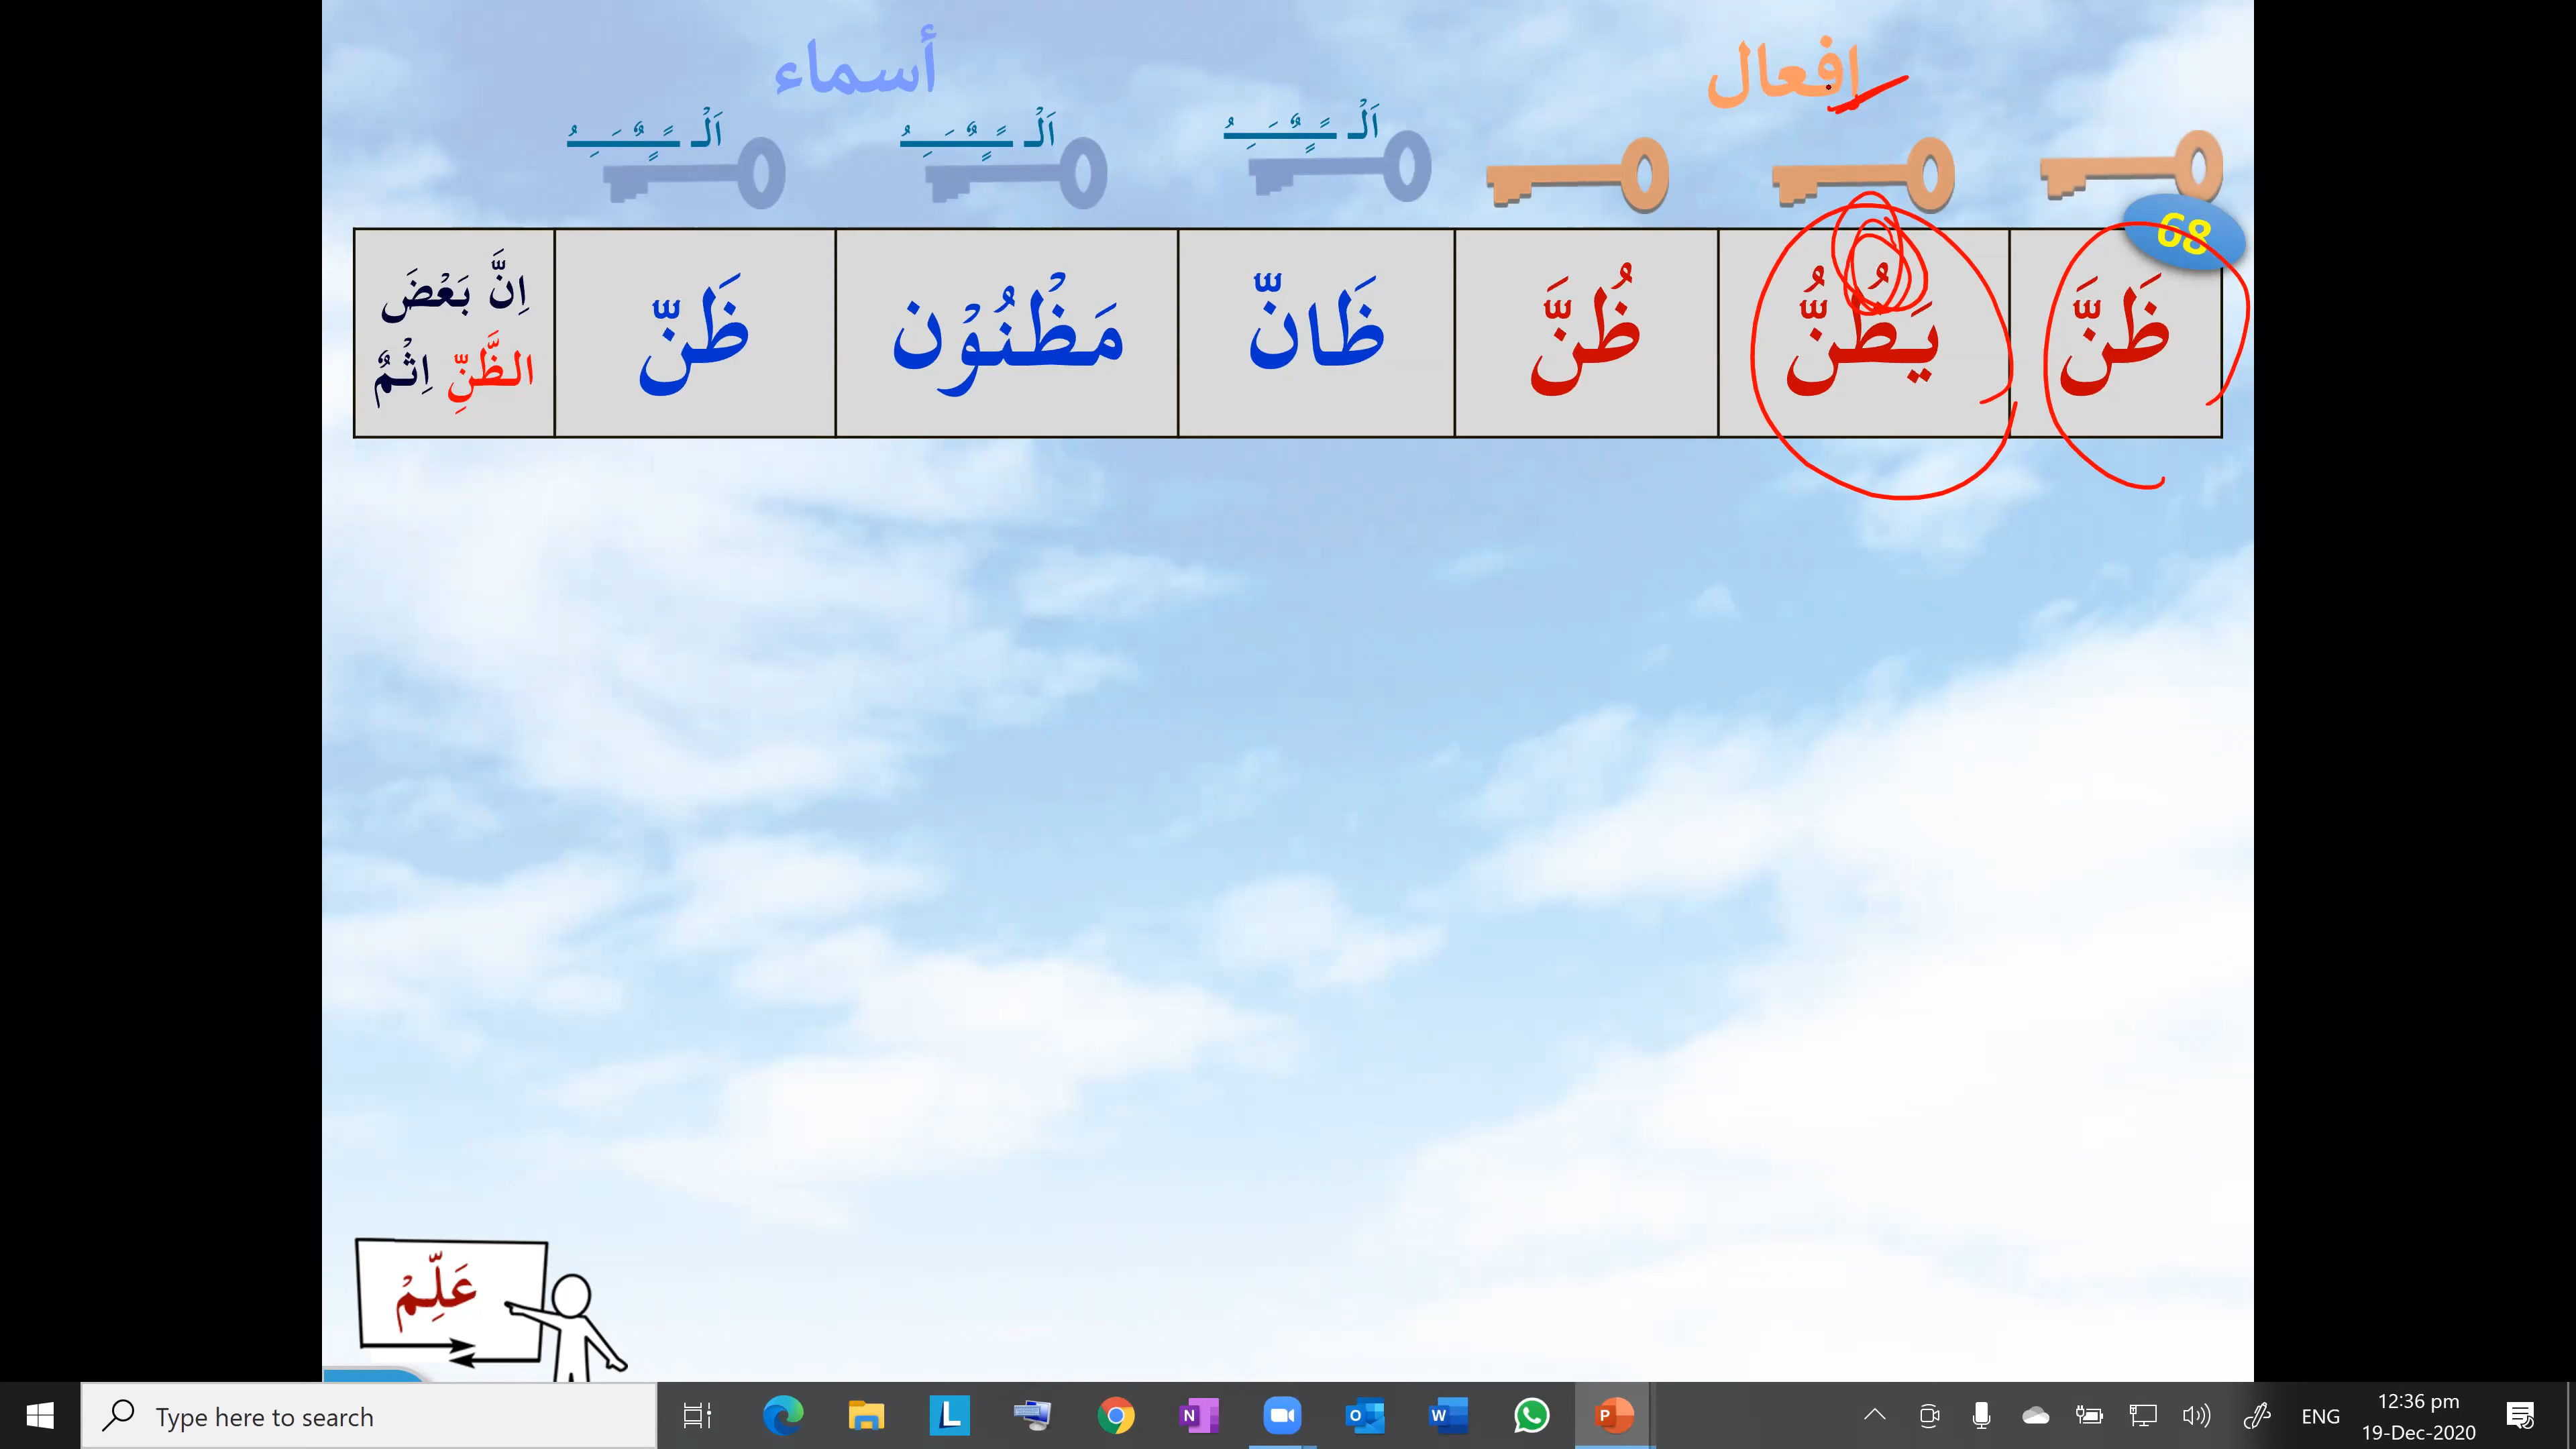 افعال
أسماء
اَلْـ ـًـٍـٌـَـِـُ
اَلْـ ـًـٍـٌـَـِـُ
اَلْـ ـًـٍـٌـَـِـُ
68
ظَنَّ
يَظُنُّ
ظُنَّ
ظَانّ
مَظْنُوْن
ظَنّ
اِنَّ بَعْضَ
الظَّنِّ اِثْمٌ
عَلِّمْ
Type here to search
L
N
O
W
P
ENG
12:36 pm
19-Dec-2020